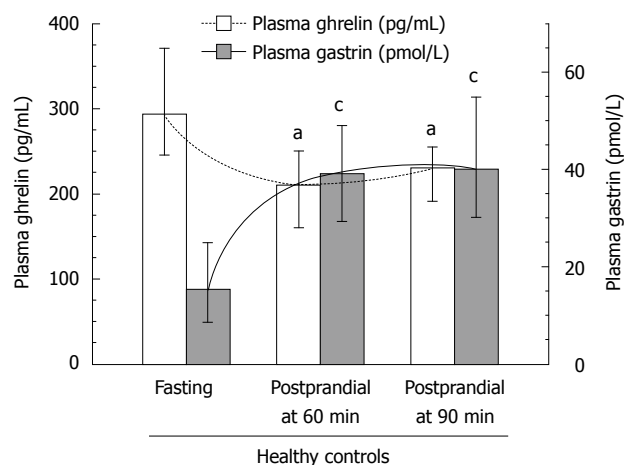 Plasma ghrelin (pg/mL)
Plasma gastrin (pmol/L)
Plasma ghrelin (pg/mL)
400
300
200
100
0
Plasma gastrin (pmol/L)
60
40
20
0
a
c
a
c
Fasting
Postprandial
at 60 min
Postprandial
at 90 min
Healthy controls